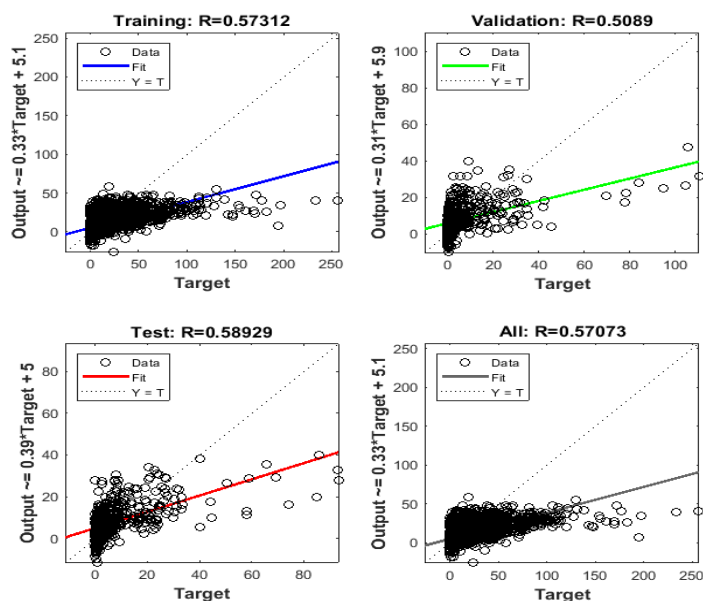 Training: R=0.57312
Output ~= 0.33*Target + 5.1
250
200
150
100
50
0
Data
Fit
Y = T
0 50 100 150 200 250
Target
Validation: R=0.5089
Output ~= 0.31*Target + 5.9
100
80
60
40
20
0
Data
Fit
Y = T
0 20 40 60 80 100
Target
Test: R=0.58929
Output ~= 0.39*Target + 5
80
60
40
20
0
Data
Fit
Y = T
0 20 40 60 80
Target
All: R=0.57073
Output ~= 0.33*Target + 5.1
250
200
150
100
50
0
Data
Fit
Y = T
0 50 100 150 200 250
Target